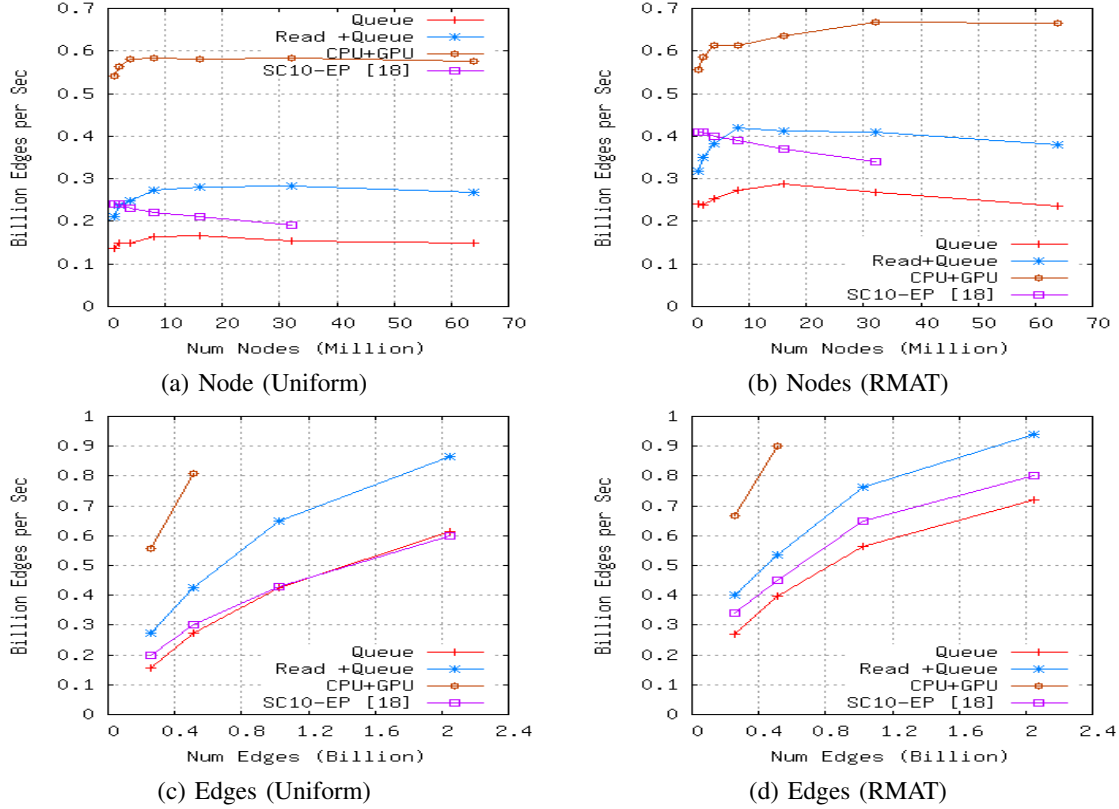 0.7
0.6
0.5
0.4
0.3
0.2
0.1
0
Billion Edges per Sec
Queue
Read +Queue
CPU+GPU
SC10-EP [18]
0 10 20 30 40 50 60 70
Num Nodes (Million)
(a) Node (Uniform)
0.7
0.6
0.5
0.4
0.3
0.2
0.1
0
Billion Edges per Sec
Queue
Read+Queue
CPU+GPU
SC10-EP [18]
0 10 20 30 40 50 60 70
Num Nodes (Million)
(b) Nodes (RMAT)
1
0.9
0.8
0.7
0.6
0.5
0.4
0.3
0.2
0.1
0
Billion Edges per Sec
Queue
Read +Queue
CPU+GPU
SC10-EP [18]
0 0.4 0.8 1.2 1.6 2 2.4
Num Edges (Billion)
(c) Edges (Uniform)
1
0.9
0.8
0.7
0.6
0.5
0.4
0.3
0.2
0.1
0
Billion Edges per Sec
Queue
Read +Queue
CPU+GPU
SC10-EP [18]
0 0.4 0.8 1.2 1.6 2 2.4
Num Edges (Billion)
(d) Edges (RMAT)